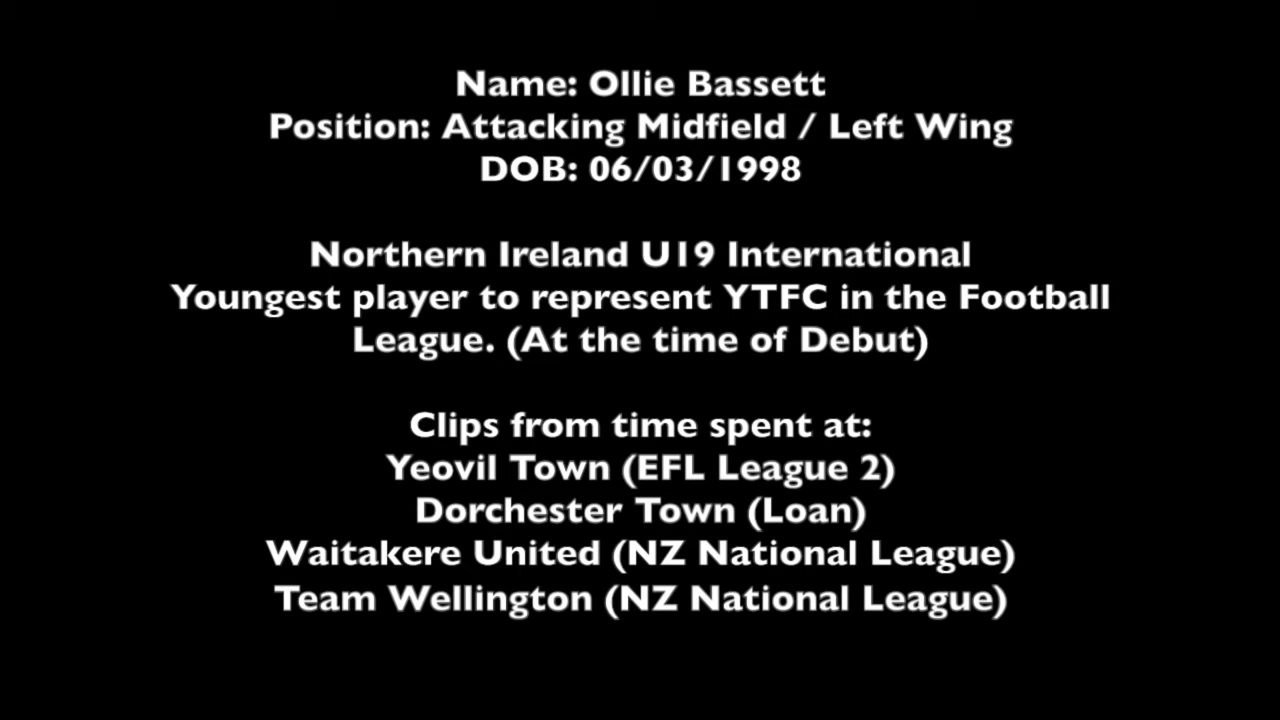 Name: Ollie Bassett
Position: Attacking Midfield / Left Wing
DOB: 06/03/1998
Northern Ireland U19 International
Youngest player to represent YTFC in the Football
League. (At the time of Debut)
Clips from time spent at:
Yeovil Town (EFL League 2)
Dorchester Town (Loan)
Waitakere United (NZ National League)
Team Wellington (NZ National League)